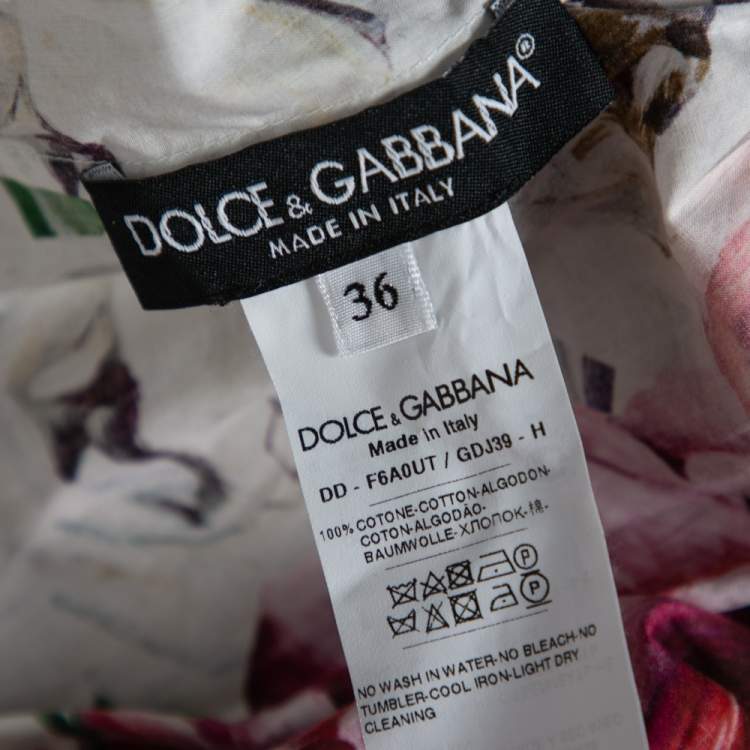 DOLCE & GABBANA®
MADE IN ITALY
36
DOLCE & GABBANA
Made in Italy
DD - F6A0UT / GDJ39 - H
100% COTONE-COTTON-ALGODON-
COTON-ALGODÃO-
BAUMWOLLE-ХЛОПОК-棉-
P
P
NO WASH IN WATER-NO BLEACH-NO
TUMBLER-COOL IRON-LIGHT DRY
CLEANING